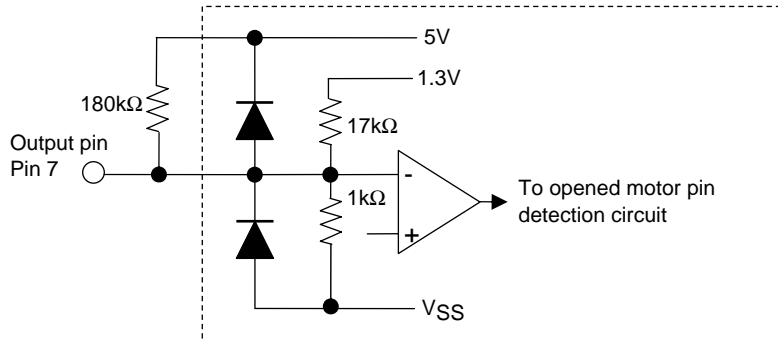 5V
1.3V
180kΩ
17kΩ
Output pin
Pin 7
-
1kΩ
To opened motor pin
detection circuit
+
VSS